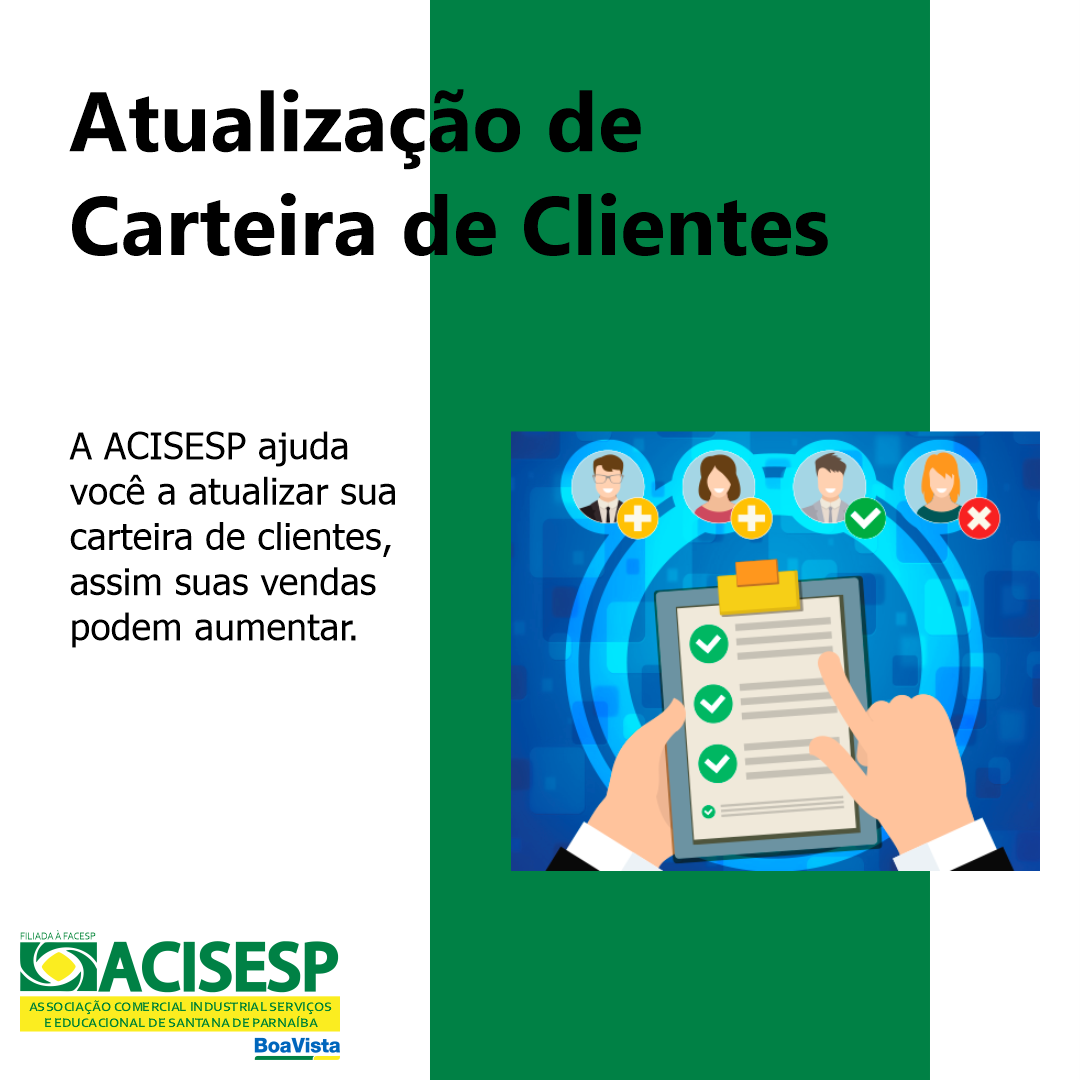 Atualização de
Carteira de Clientes
A ACISESP ajuda
você a atualizar sua
carteira de clientes,
assim suas vendas
podem aumentar.
FILIADA À FACESP
ACISESP
ASSOCIAÇÃO COMERCIAL INDUSTRIAL SERVIÇOS
E EDUCACIONAL DE SANTANA DE PARNAÍBA
BoaVista